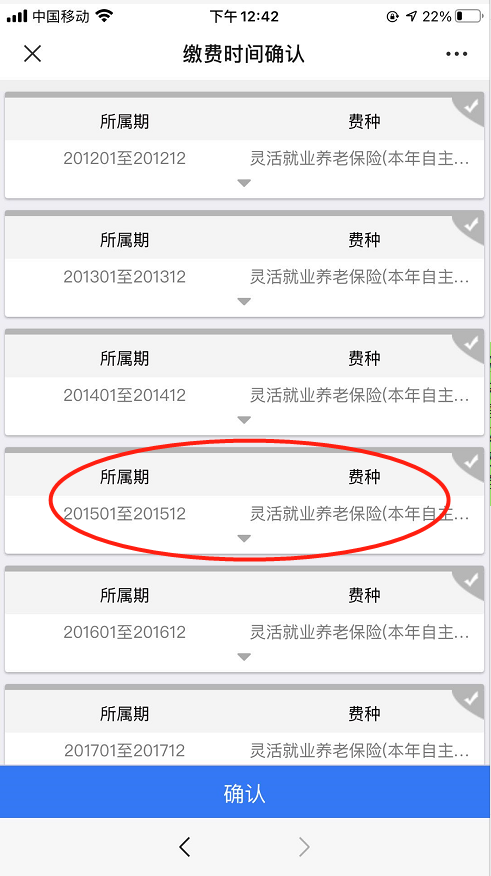 中国移动 下午 12:42 22%
缴费时间确认
所属期 费种
201201至201212 灵活就业养老保险(本年自主...
所属期 费种
201301至201312 灵活就业养老保险(本年自主...
所属期 费种
201401至201412 灵活就业养老保险(本年自主...
所属期 费种
201501至201512 灵活就业养老保险(本年自主...
所属期 费种
201601至201612 灵活就业养老保险(本年自主...
所属期 费种
201701至201712 灵活就业养老保险(本年自主...
确认